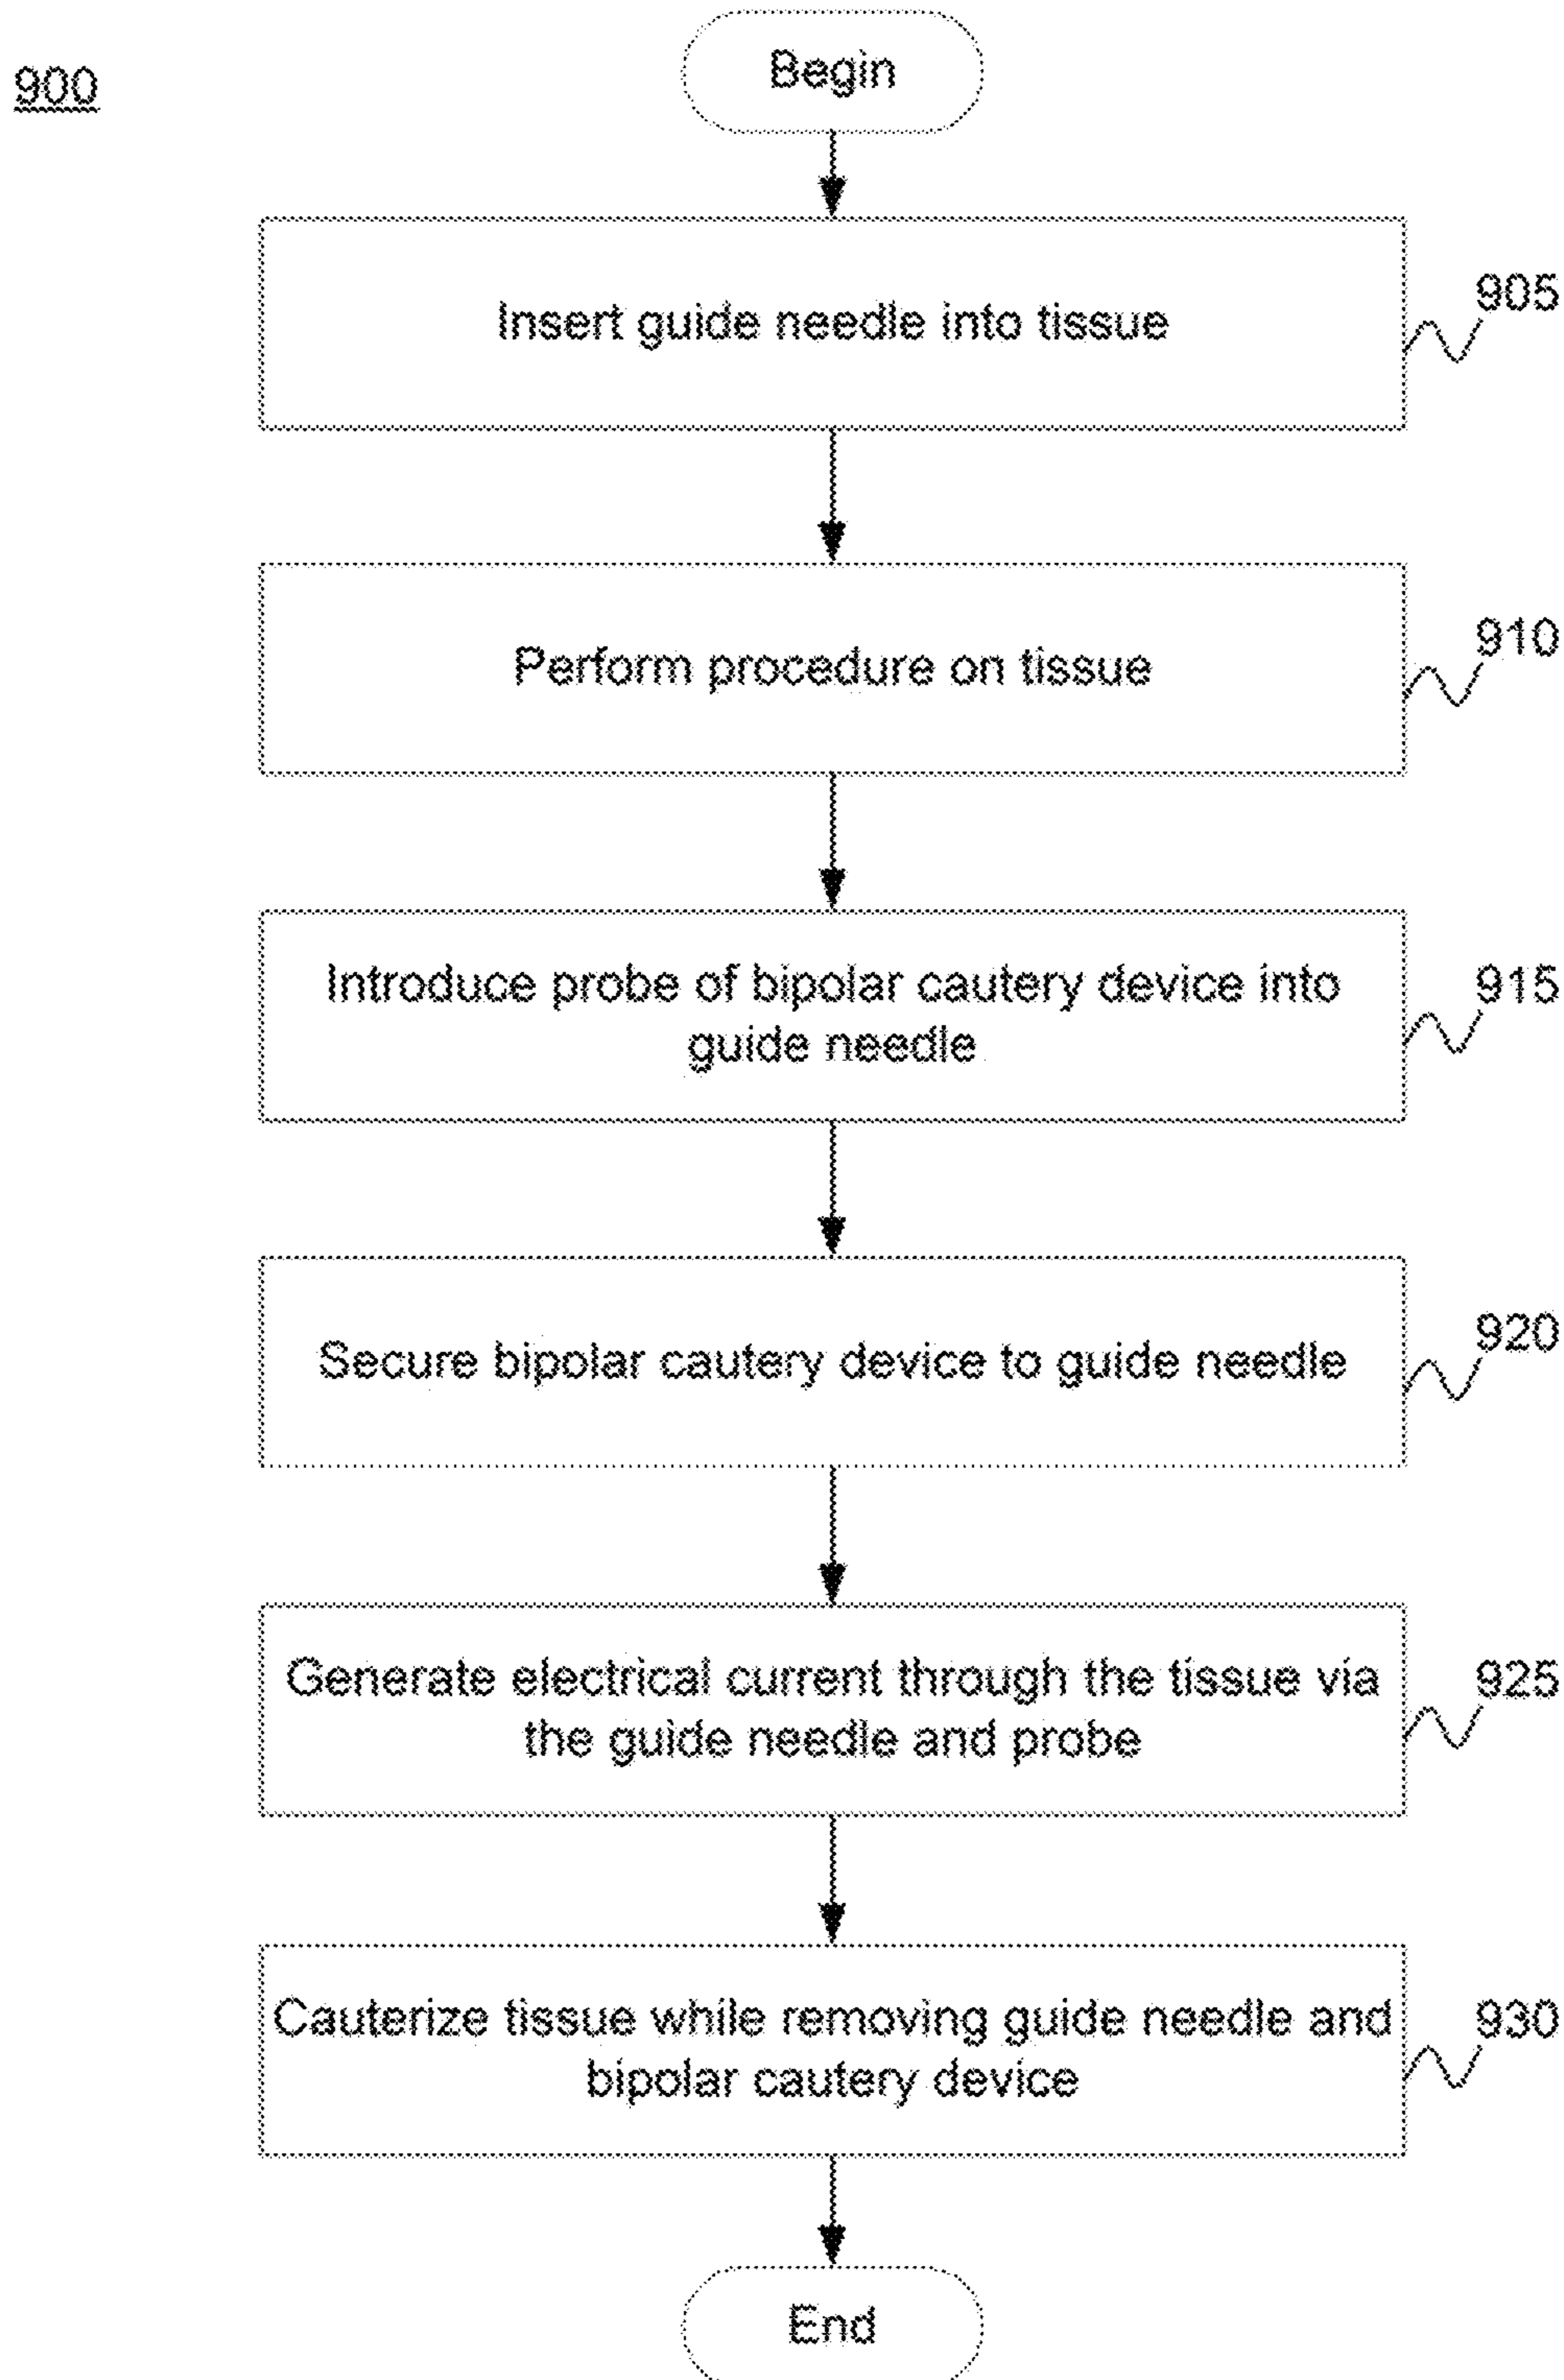 900
Begin
Insert guide needle into tissue
905
Perform procedure on tissue
910
Introduce probe of bipolar cautery device into
guide needle
915
Secure bipolar cautery device to guide needle
920
Generate electrical current through the tissue via
the guide needle and probe
925
Cauterize tissue while removing guide needle and
bipolar cautery device
930
End